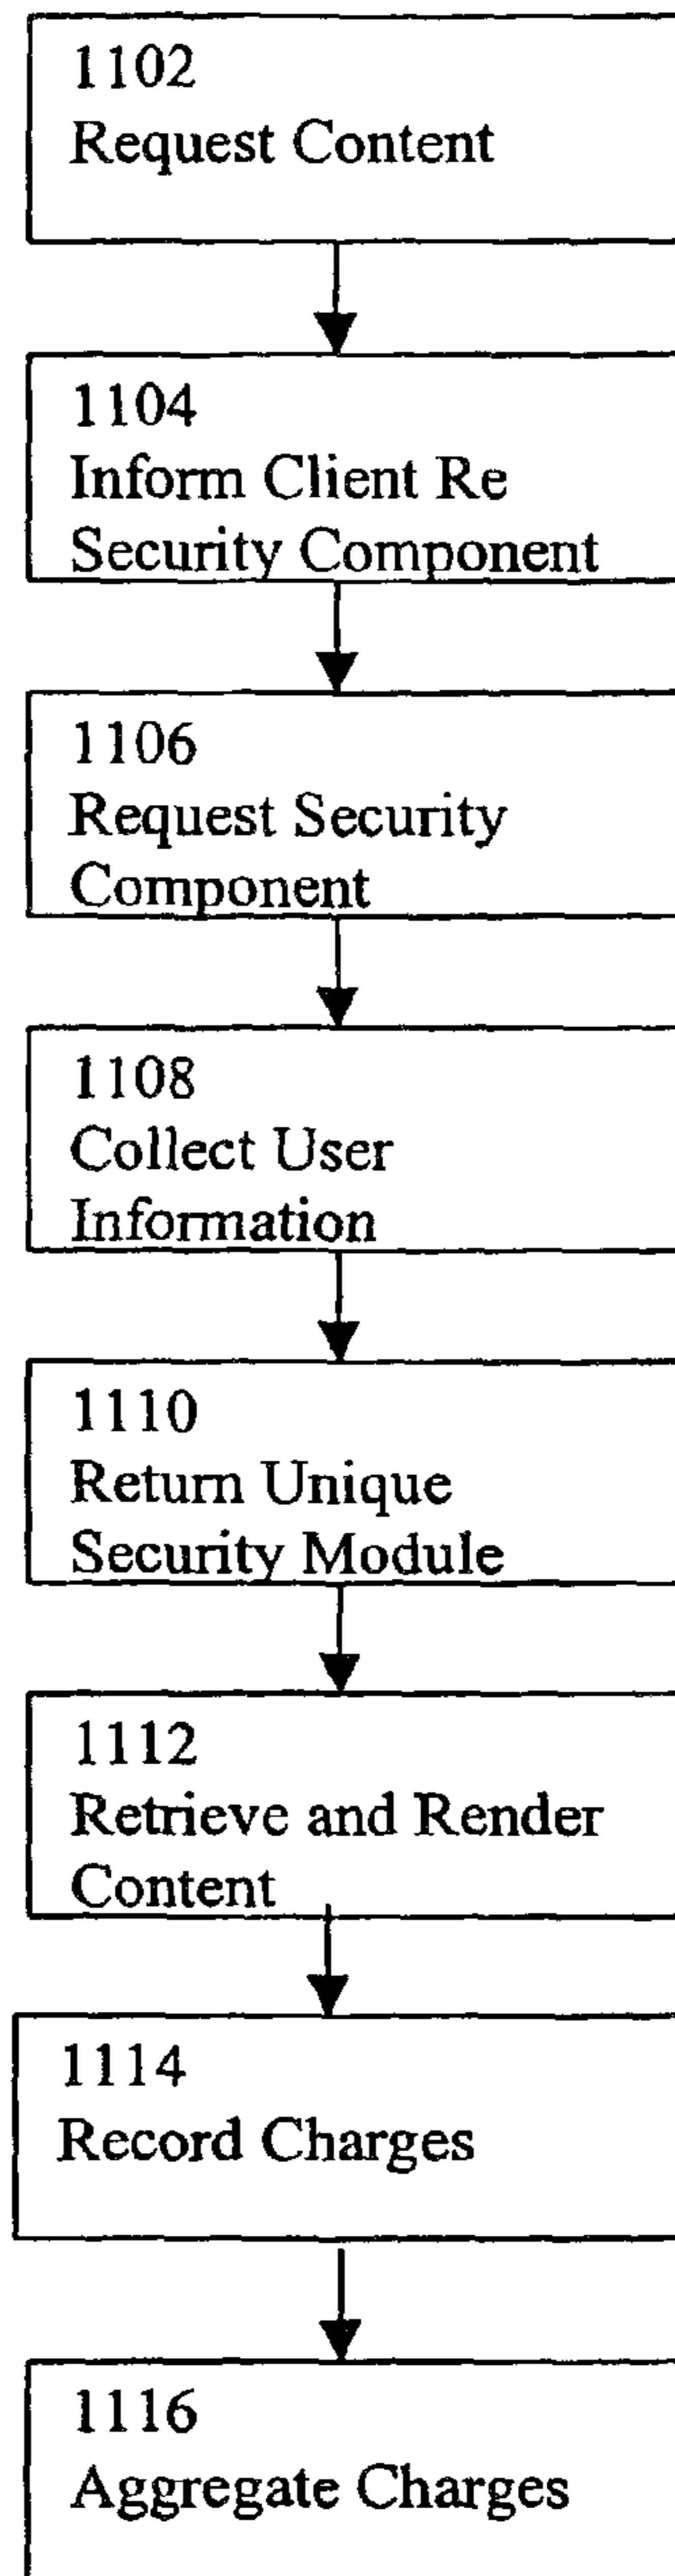 1102
Request Content
1104
Inform Client Re
Security Component
1106
Request Security
Component
1108
Collect User
Information
1110
Return Unique
Security Module
1112
Retrieve and Render
Content
1114
Record Charges
1116
Aggregate Charges